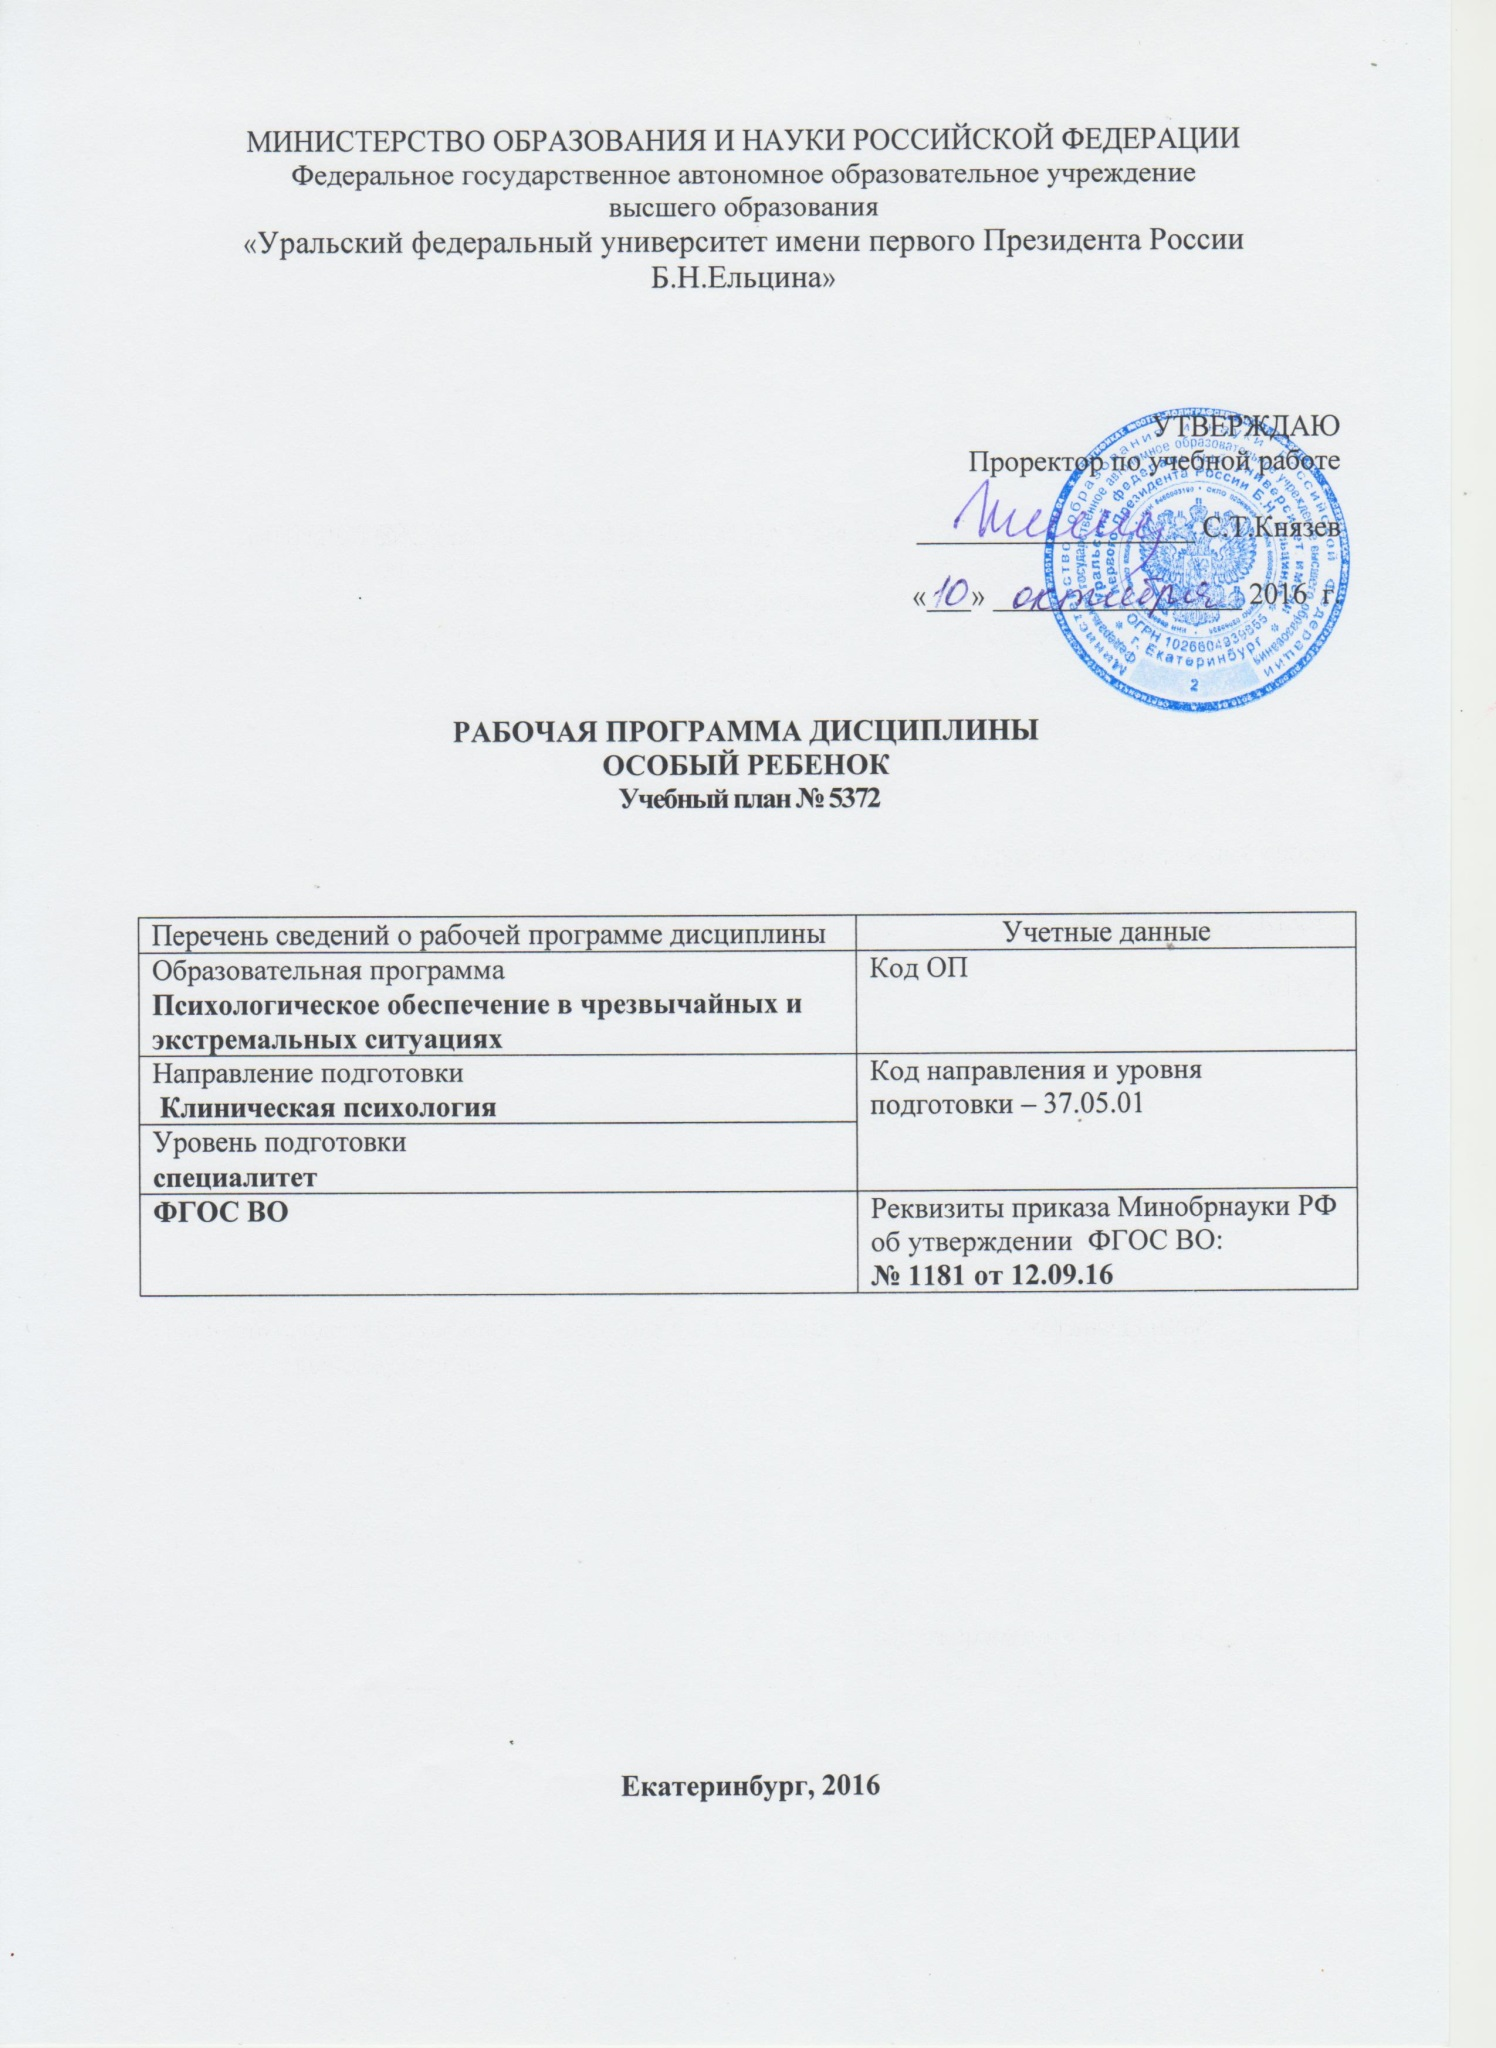 МИНИСТЕРСТВО ОБРАЗОВАНИЯ И НАУКИ РОССИЙСКОЙ ФЕДЕРАЦИИ
Федеральное государственное автономное образовательное учреждение
высшего образования
«Уральский федеральный университет имени первого Президента России
Б.Н.Ельцина»
УТВЕРЖДАЮ
Проректор по учебной работе
С.Т.Князев
«10» октября 2016 г
ОГРН 1026604939855
г. Екатеринбург
2
РАБОЧАЯ ПРОГРАММА ДИСЦИПЛИНЫ
ОСОБЫЙ РЕБЕНОК
Учебный план № 5372
Перечень сведений о рабочей программе дисциплины
Учетные данные
Образовательная программа
Психологическое обеспечение в чрезвычайных и
экстремальных ситуациях
Код ОП
Направление подготовки
Клиническая психология
Код направления и уровня
подготовки – 37.05.01
Уровень подготовки
специалитет
ФГОС ВО
Реквизиты приказа Минобрнауки РФ
об утверждении ФГОС ВО:
№ 1181 от 12.09.16
Екатеринбург, 2016